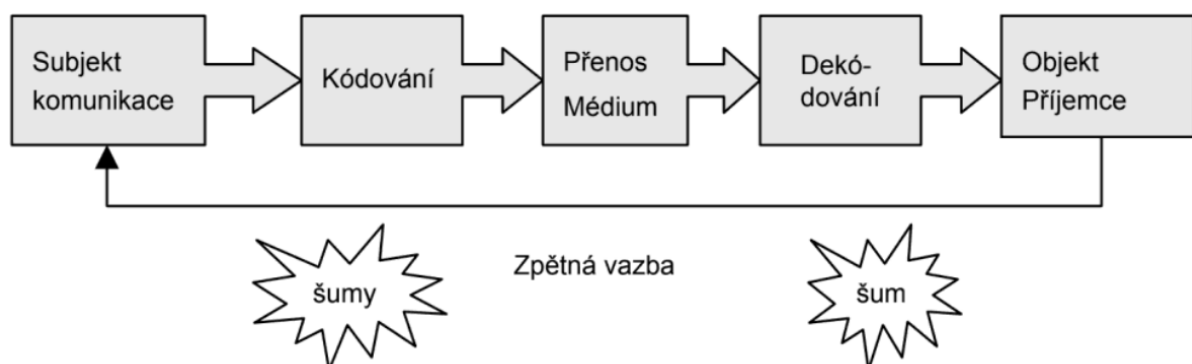 Subjekt
komunikace
Kódování
Přenos
Médium
Dekó-
dování
Objekt
Příjemce
Zpětná vazba
šumy
šum